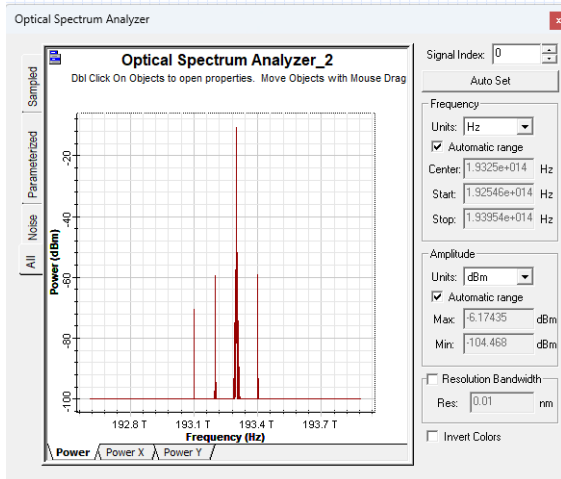 Optical Spectrum Analyzer
x
Optical Spectrum Analyzer_2
Dbl Click On Objects to open properties. Move Objects with Mouse Drag
Sampled
Parameterized
Noise
All
Power (dBm)
-20
-40
-60
-80
-100
192.8 T 193.1 T 193.4 T 193.7 T
Frequency (Hz)
Power Power X Power Y
Signal Index: 0
Auto Set
Frequency
Units: Hz
Automatic range
Center: 1.9325e+014 Hz
Start: 1.92546e+014 Hz
Stop: 1.93954e+014 Hz
Amplitude
Units: dBm
Automatic range
Max: -6.17435 dBm
Min: -104.468 dBm
Resolution Bandwidth
Res: 0.01 nm
Invert Colors